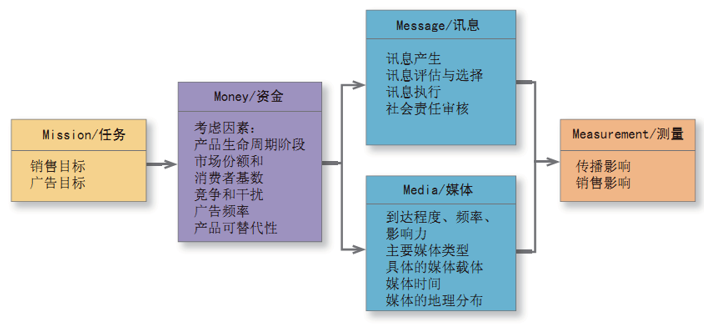 Mission/任务
销售目标
广告目标
Money/资金
考虑因素：
产品生命周期阶段
市场份额和
消费者基数
竞争和干扰
广告频率
产品可替代性
Message/讯息
讯息产生
讯息评估与选择
讯息执行
社会责任审核
Media/媒体
到达程度、频率、
影响力
主要媒体类型
具体的媒体载体
媒体时间
媒体的地理分布
Measurement/测量
传播影响
销售影响